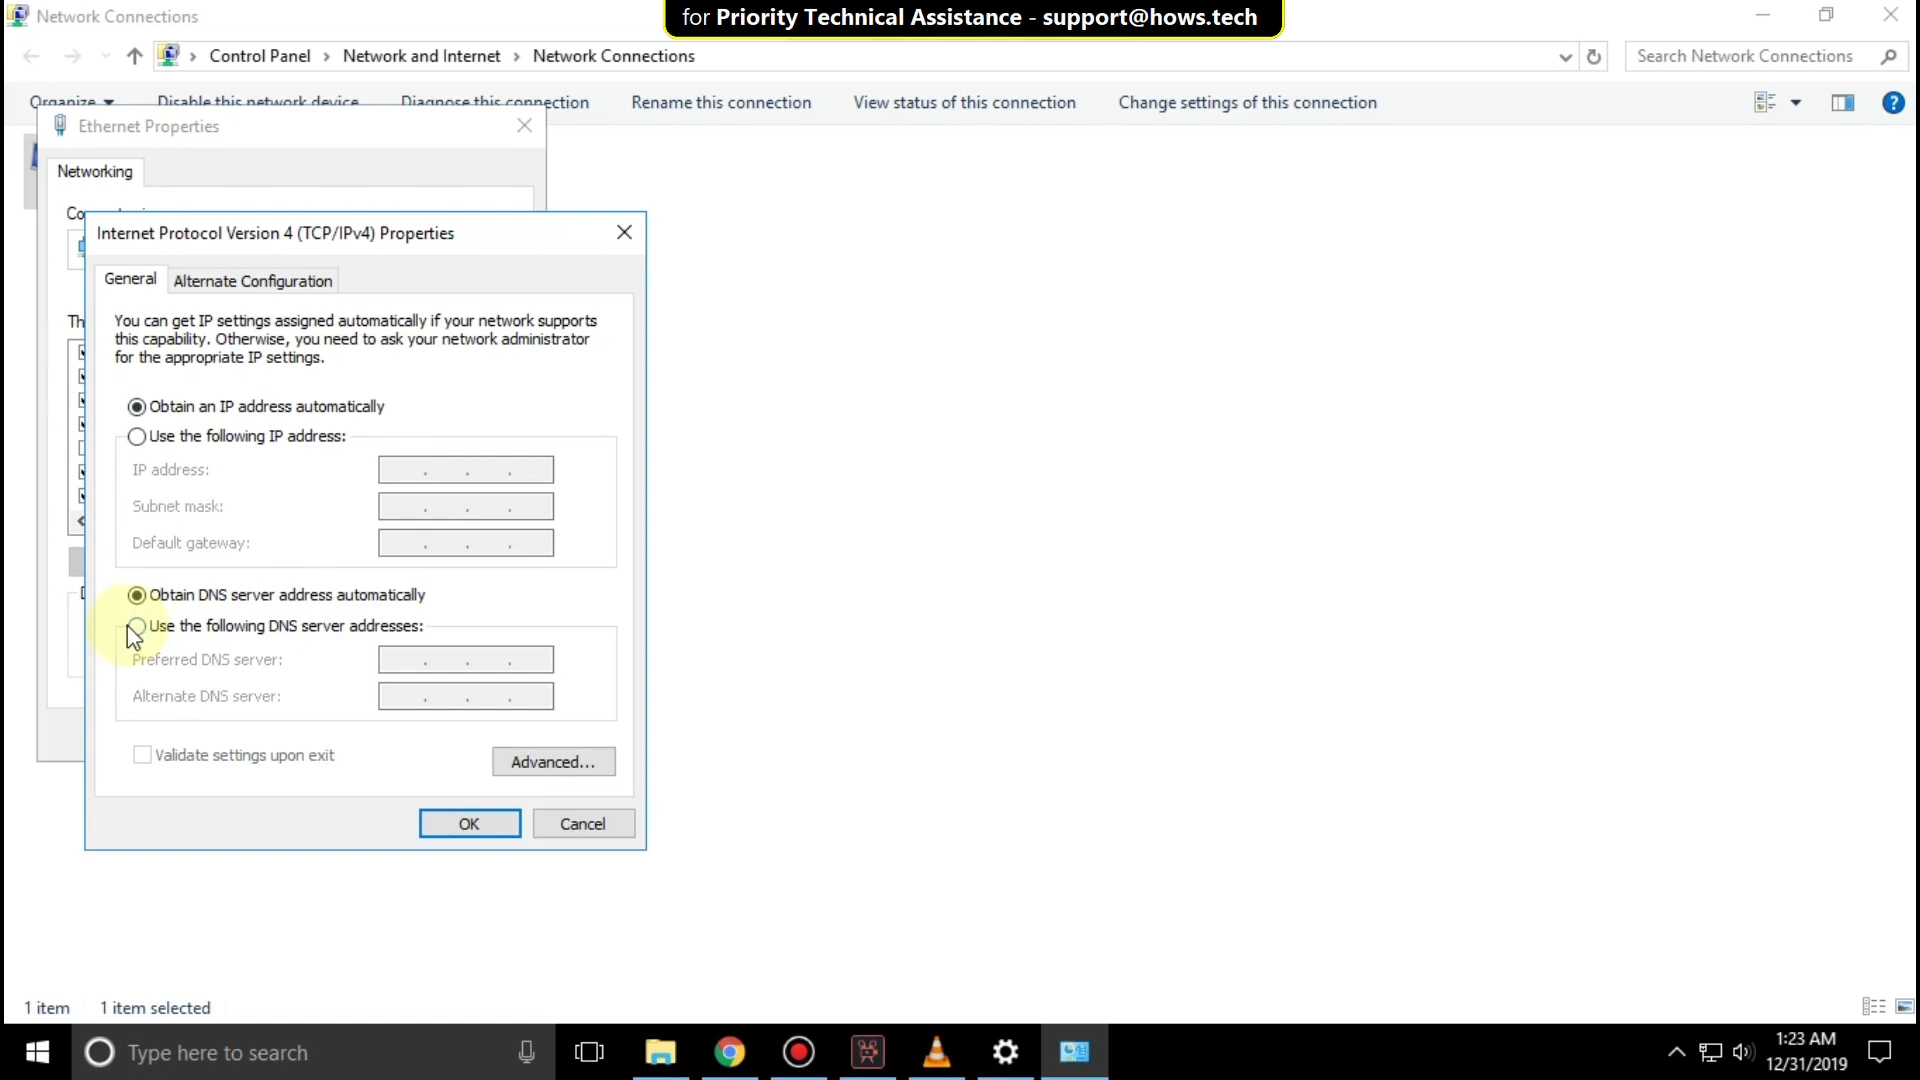 Network Connections
for Priority Technical Assistance - support@hows.tech
Control Panel > Network and Internet > Network Connections
Search Network Connections
Organize
Disable this network device
Diagnose this connection
Rename this connection
View status of this connection
Change settings of this connection
Ethernet Properties
Networking
Internet Protocol Version 4 (TCP/IPv4) Properties
General
Alternate Configuration
You can get IP settings assigned automatically if your network supports
this capability. Otherwise, you need to ask your network administrator
for the appropriate IP settings.
Obtain an IP address automatically
Use the following IP address:
IP address:
Subnet mask:
Default gateway:
Obtain DNS server address automatically
Use the following DNS server addresses:
Preferred DNS server:
Alternate DNS server:
Validate settings upon exit
Advanced...
OK
Cancel
1 item
1 item selected
Type here to search
1:23 AM
12/31/2019